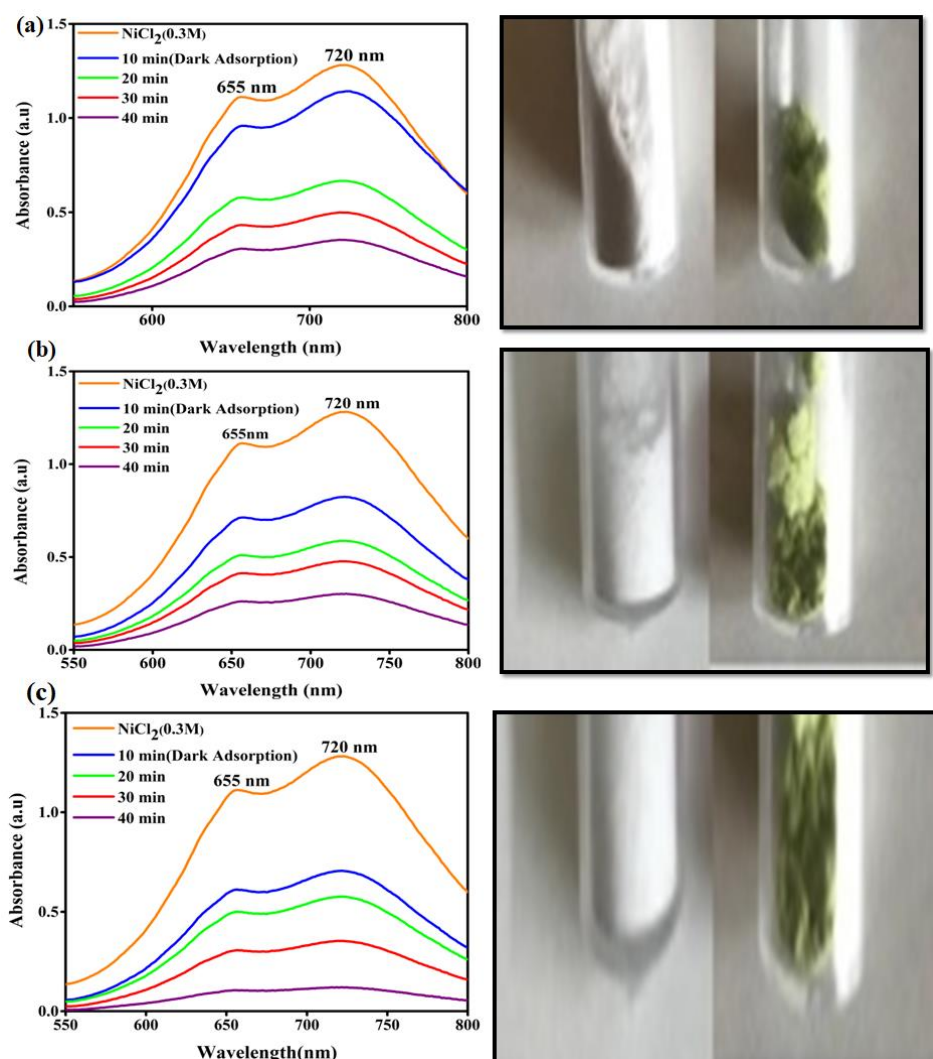 (a)
1.5
NiCl₂(0.3M)
10 min(Dark Adsorption)
20 min
30 min
40 min
720 nm
655 nm
1.0
0.5
0.0
600
700
800
Absorbance (a.u)
Wavelength (nm)
(b)
1.5
NiCl₂(0.3M)
10 min(Dark Adsorption)
20 min
30 min
40 min
720 nm
655nm
1.0
0.5
0.0
550
600
650
700
750
800
Absorbance (a.u)
Wavelength (nm)
(c)
1.5
NiCl₂(0.3M)
10 min(Dark Adsorption)
20 min
30 min
40 min
720 nm
655 nm
1.0
0.5
0.0
550
600
650
700
750
800
Absorbance (a.u)
Wavelength(nm)